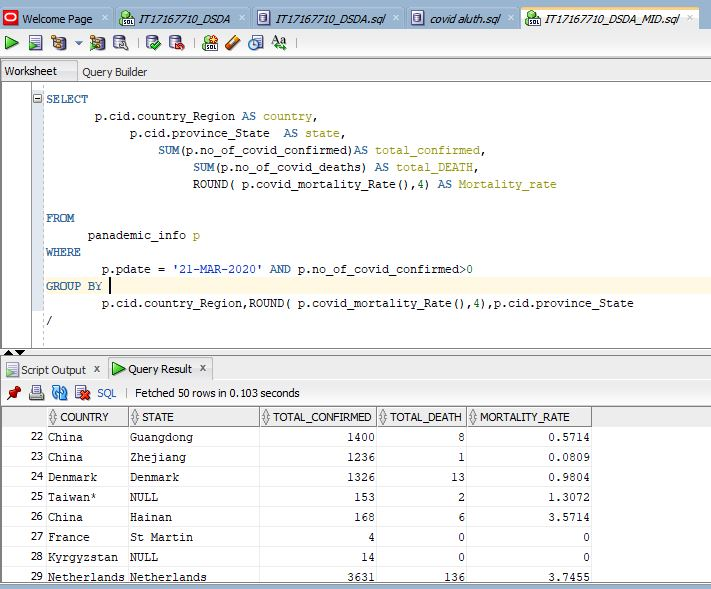 Welcome Page IT17167710_DSDA IT17167710_DSDA.sql covid aluth.sql IT17167710_DSDA_MID.sql
SQL Aa
Worksheet Query Builder
SELECT
p.cid.country_Region AS country,
p.cid.province_State AS state,
SUM(p.no_of_covid_confirmed)AS total_confirmed,
SUM(p.no_of_covid_deaths) AS total_DEATH,
ROUND( p.covid_mortality_Rate(),4) AS Mortality_rate
FROM
panademic_info p
WHERE
p.pdate = '21-MAR-2020' AND p.no_of_covid_confirmed>0
GROUP BY
p.cid.country_Region,ROUND( p.covid_mortality_Rate(),4),p.cid.province_State
/
Script Output x Query Result x
SQL | Fetched 50 rows in 0.103 seconds
COUNTRY STATE TOTAL_CONFIRMED TOTAL_DEATH MORTALITY_RATE
22 China Guangdong 1400 8 0.5714
23 China Zhejiang 1236 1 0.0809
24 Denmark Denmark 1326 13 0.9804
25 Taiwan* NULL 153 2 1.3072
26 China Hainan 168 6 3.5714
27 France St Martin 4 0 0
28 Kyrgyzstan NULL 14 0 0
29 Netherlands Netherlands 3631 136 3.7455